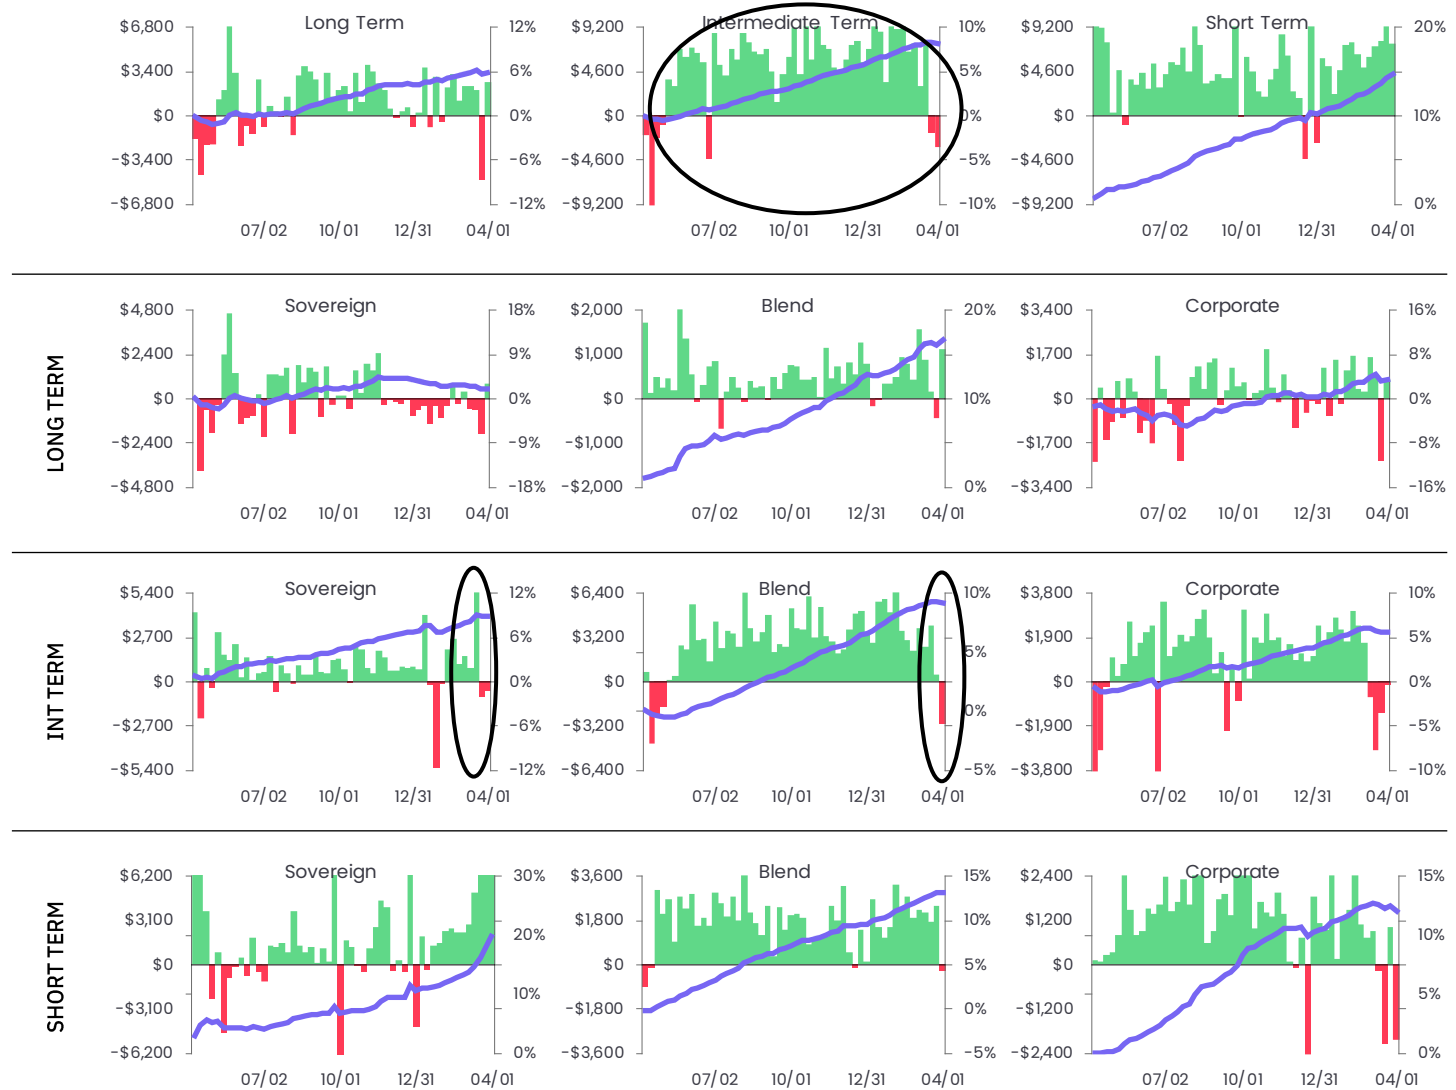 Long Term
Intermediate Term
Short Term
$6,800 12% $9,200 10% $9,200 20%
$3,400 6% $4,600 5% $4,600
$0 0% $0 0% $0 10%
-$3,400 -6% -$4,600 -5% -$4,600
-$6,800 -12% -$9,200 -10% -$9,200 0%
07/02 10/01 12/31 04/01 07/02 10/01 12/31 04/01 07/02 10/01 12/31 04/01
LONG TERM
Sovereign
Blend
Corporate
$4,800 18% $2,000 20% $3,400 16%
$2,400 9% $1,000 $1,700 8%
$0 0% $0 10% $0 0%
-$2,400 -9% -$1,000 -$1,700 -8%
-$4,800 -18% -$2,000 0% -$3,400 -16%
07/02 10/01 12/31 04/01 07/02 10/01 12/31 04/01 07/02 10/01 12/31 04/01
INT TERM
Sovereign
Blend
Corporate
$5,400 12% $6,400 10% $3,800 10%
$2,700 6% $3,200 5% $1,900 5%
$0 0% $0 0% $0 0%
-$2,700 -6% -$3,200 -$1,900 -5%
-$5,400 -12% -$6,400 -5% -$3,800 -10%
07/02 10/01 12/31 04/01 07/02 10/01 12/31 04/01 07/02 10/01 12/31 04/01
SHORT TERM
Sovereign
Blend
Corporate
$6,200 30% $3,600 15% $2,400 15%
$3,100 20% $1,800 10% $1,200 10%
$0 $0 5% $0
-$3,100 10% -$1,800 0% -$1,200 5%
-$6,200 0% -$3,600 -5% -$2,400 0%
07/02 10/01 12/31 04/01 07/02 10/01 12/31 04/01 07/02 10/01 12/31 04/01